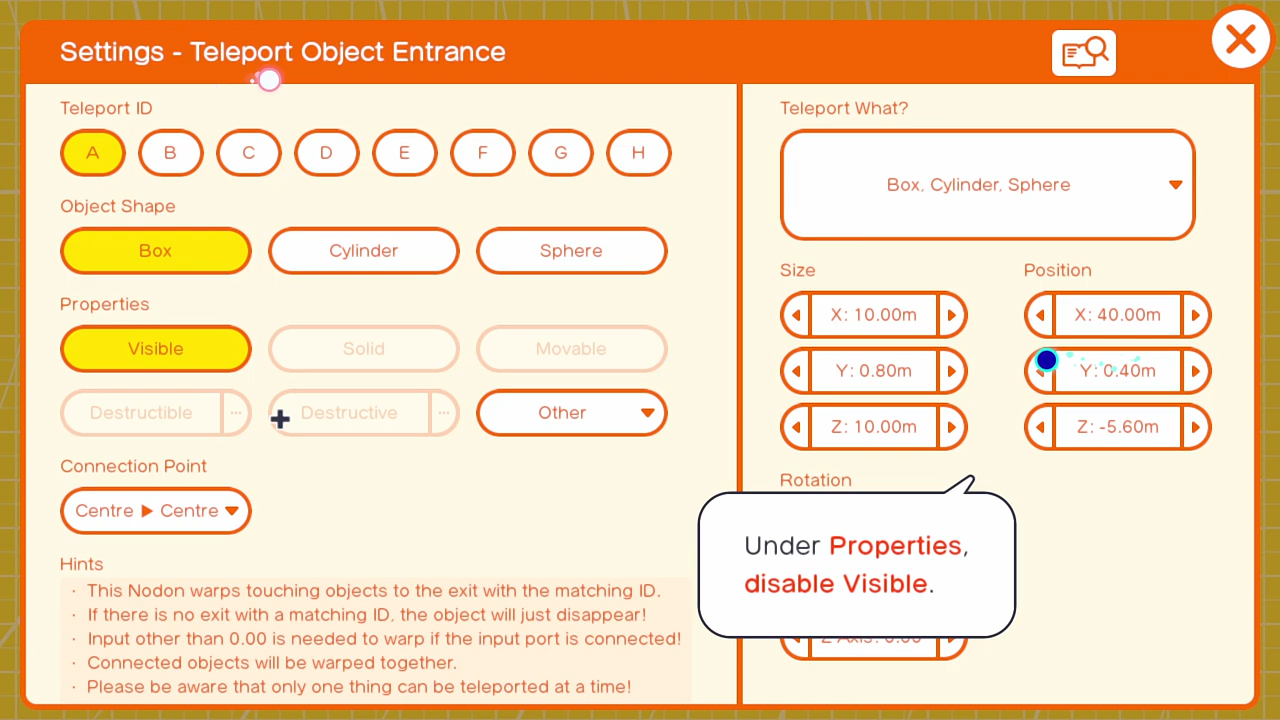 Settings - Teleport Object Entrance
Teleport ID
A B C D E F G H
Object Shape
Box Cylinder Sphere
Properties
Visible Solid Movable
Destructible ... Destructive ... Other
Connection Point
Centre ▶ Centre
Hints
· This Nodon warps touching objects to the exit with the matching ID.
· If there is no exit with a matching ID, the object will just disappear!
· Input other than 0.00 is needed to warp if the input port is connected!
· Connected objects will be warped together.
· Please be aware that only one thing can be teleported at a time!
Teleport What?
Box, Cylinder, Sphere
Size Position
X: 10.00m X: 40.00m
Y: 0.80m Y: 0.40m
Z: 10.00m Z: -5.60m
Rotation
Under Properties,
disable Visible.
Z Axis: 0.00